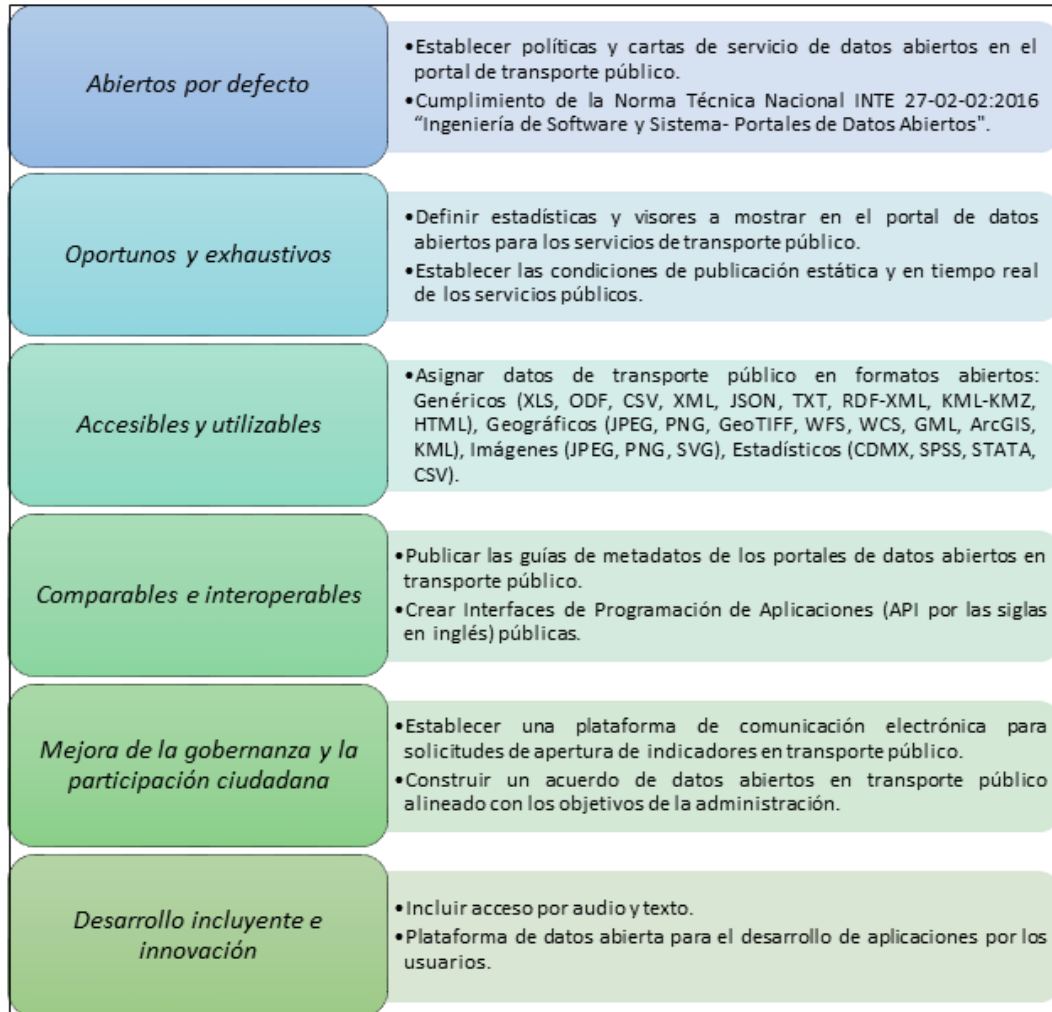 Abiertos por defecto
•Establecer políticas y cartas de servicio de datos abiertos en el
portal de transporte público.
•Cumplimiento de la Norma Técnica Nacional INTE 27-02-02:2016
“Ingeniería de Software y Sistema- Portales de Datos Abiertos".
Oportunos y exhaustivos
•Definir estadísticas y visores a mostrar en el portal de datos
abiertos para los servicios de transporte público.
•Establecer las condiciones de publicación estática y en tiempo real
de los servicios públicos.
Accesibles y utilizables
•Asignar datos de transporte público en formatos abiertos:
Genéricos (XLS, ODF, CSV, XML, JSON, TXT, RDF-XML, KML-KMZ,
HTML), Geográficos (JPEG, PNG, GeoTIFF, WFS, WCS, GML, ArcGIS,
KML), Imágenes (JPEG, PNG, SVG), Estadísticos (CDMX, SPSS, STATA,
CSV).
Comparables e interoperables
•Publicar las guías de metadatos de los portales de datos abiertos en
transporte público.
•Crear Interfaces de Programación de Aplicaciones (API por las siglas
en inglés) públicas.
Mejora de la gobernanza y la
participación ciudadana
•Establecer una plataforma de comunicación electrónica para
solicitudes de apertura de indicadores en transporte público.
•Construir un acuerdo de datos abiertos en transporte público
alineado con los objetivos de la administración.
Desarrollo incluyente e
innovación
•Incluir acceso por audio y texto.
•Plataforma de datos abierta para el desarrollo de aplicaciones por los
usuarios.